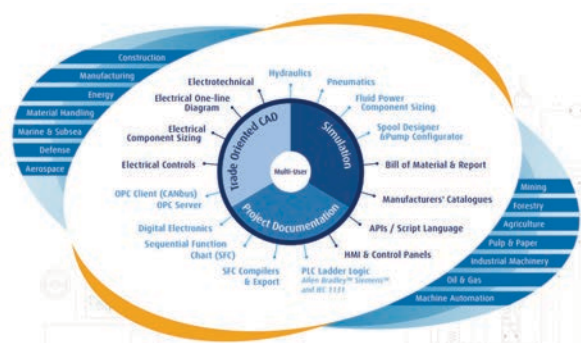 Construction
Manufacturing
Energy
Material Handling
Marine & Subsea
Defense
Aerospace
Electrotechnical
Electrical One-line
Diagram
Electrical
Component Sizing
Electrical Controls
OPC Client (CANbus)
OPC Server
Digital Electronics
Sequential Function
Chart (SFC)
SFC Compilers
& Export
PLC Ladder Logic
Allen Bradley™ Siemens™
and IEC 1131
Hydraulics
Pneumatics
Fluid Power
Component Sizing
Spool Designer
&Pump Configurator
Bill of Material & Report
Manufacturers' Catalogues
APIs / Script Language
HMI & Control Panels
Trade Oriented CAD
Simulation
Project Documentation
Multi-User
Mining
Forestry
Agriculture
Pulp & Paper
Industrial Machinery
Oil & Gas
Machine Automation